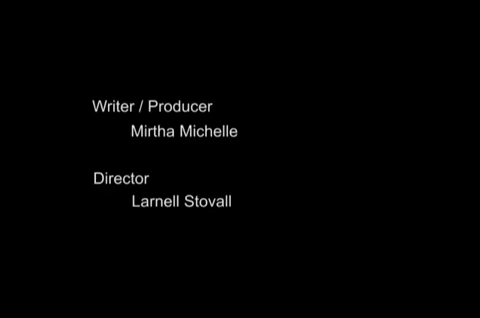 Writer / Producer
Mirtha Michelle
Director
Larnell Stovall